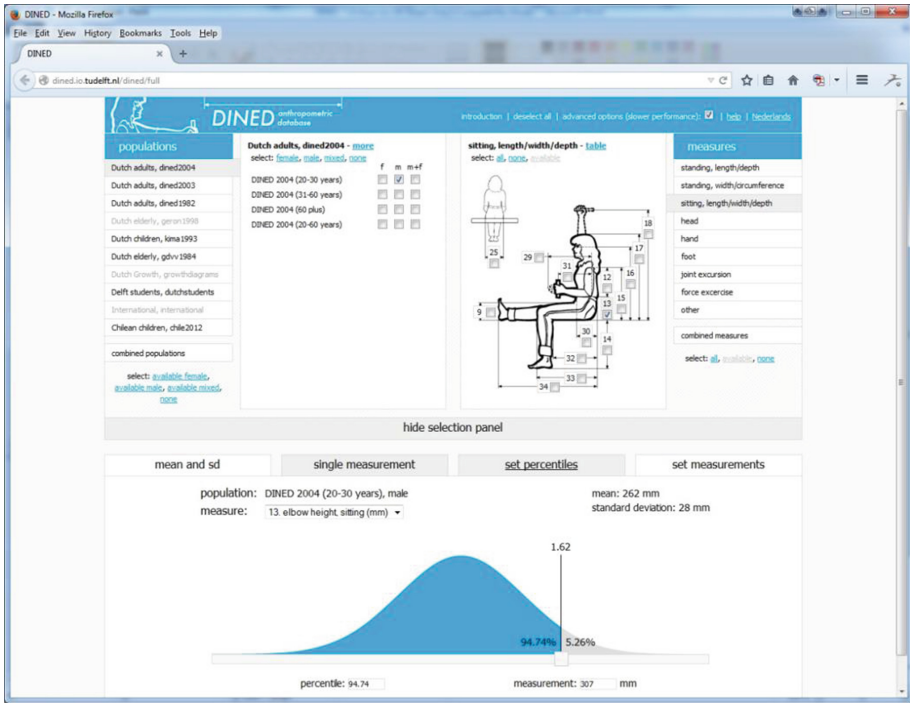 DINED - Mozilla Firefox
File Edit View History Bookmarks Tools Help
DINED × +
dined.io.tudelft.nl/dined/full
DINED anthropometric database
introduction | deselect all | advanced options (slower performance): | help | Nederlands
populations
Dutch adults, dined2004
Dutch adults, dined2003
Dutch adults, dined1982
Dutch elderly, geron1998
Dutch children, kima1993
Dutch elderly, gdvv1984
Dutch Growth, growthdiagrams
Delft students, dutchstudents
International, international
Chilean children, chile2012
combined populations
select: available female,
available male, available mixed,
none
Dutch adults, dined2004 - more
select: female, male, mixed, none
f m m+f
DINED 2004 (20-30 years)
DINED 2004 (31-60 years)
DINED 2004 (60 plus)
DINED 2004 (20-60 years)
sitting, length/width/depth - table
select: all, none, available
18
17
25
29
31
12
16
13
15
9
30
14
32
33
34
measures
standing, length/depth
standing, width/circumference
sitting, length/width/depth
head
hand
foot
joint excursion
force excercise
other
combined measures
select: all, available, none
hide selection panel
mean and sd
single measurement
set percentiles
set measurements
population: DINED 2004 (20-30 years), male
measure: 13. elbow height, sitting (mm)
mean: 262 mm
standard deviation: 28 mm
1.62
94.74% 5.26%
percentile: 94.74
measurement: 307 mm